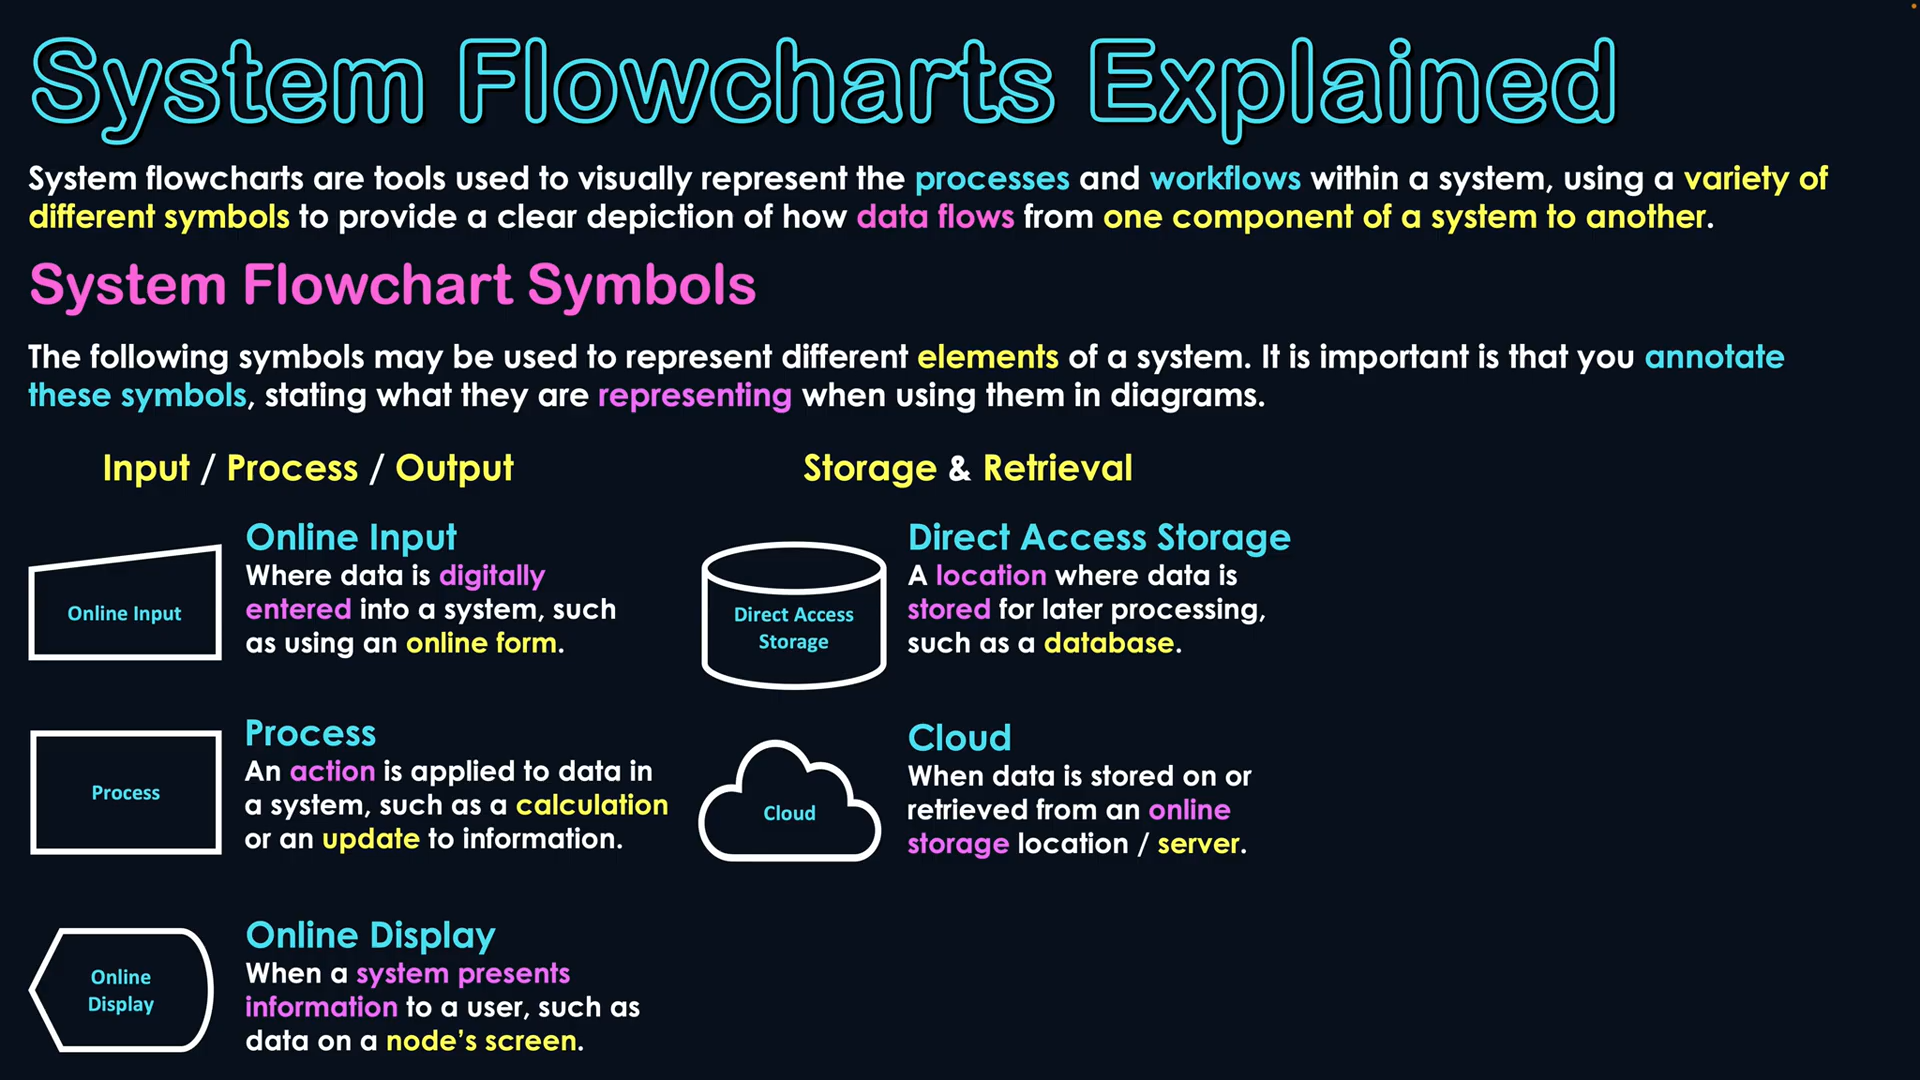 System Flowcharts Explained
System flowcharts are tools used to visually represent the processes and workflows within a system, using a variety of
different symbols to provide a clear depiction of how data flows from one component of a system to another.
System Flowchart Symbols
The following symbols may be used to represent different elements of a system. It is important is that you annotate
these symbols, stating what they are representing when using them in diagrams.
Input / Process / Output
Online Input
Online Input
Where data is digitally
entered into a system, such
as using an online form.
Process
Process
An action is applied to data in
a system, such as a calculation
or an update to information.
Online
Display
Online Display
When a system presents
information to a user, such as
data on a node’s screen.
Storage & Retrieval
Direct Access
Storage
Direct Access Storage
A location where data is
stored for later processing,
such as a database.
Cloud
Cloud
When data is stored on or
retrieved from an online
storage location / server.